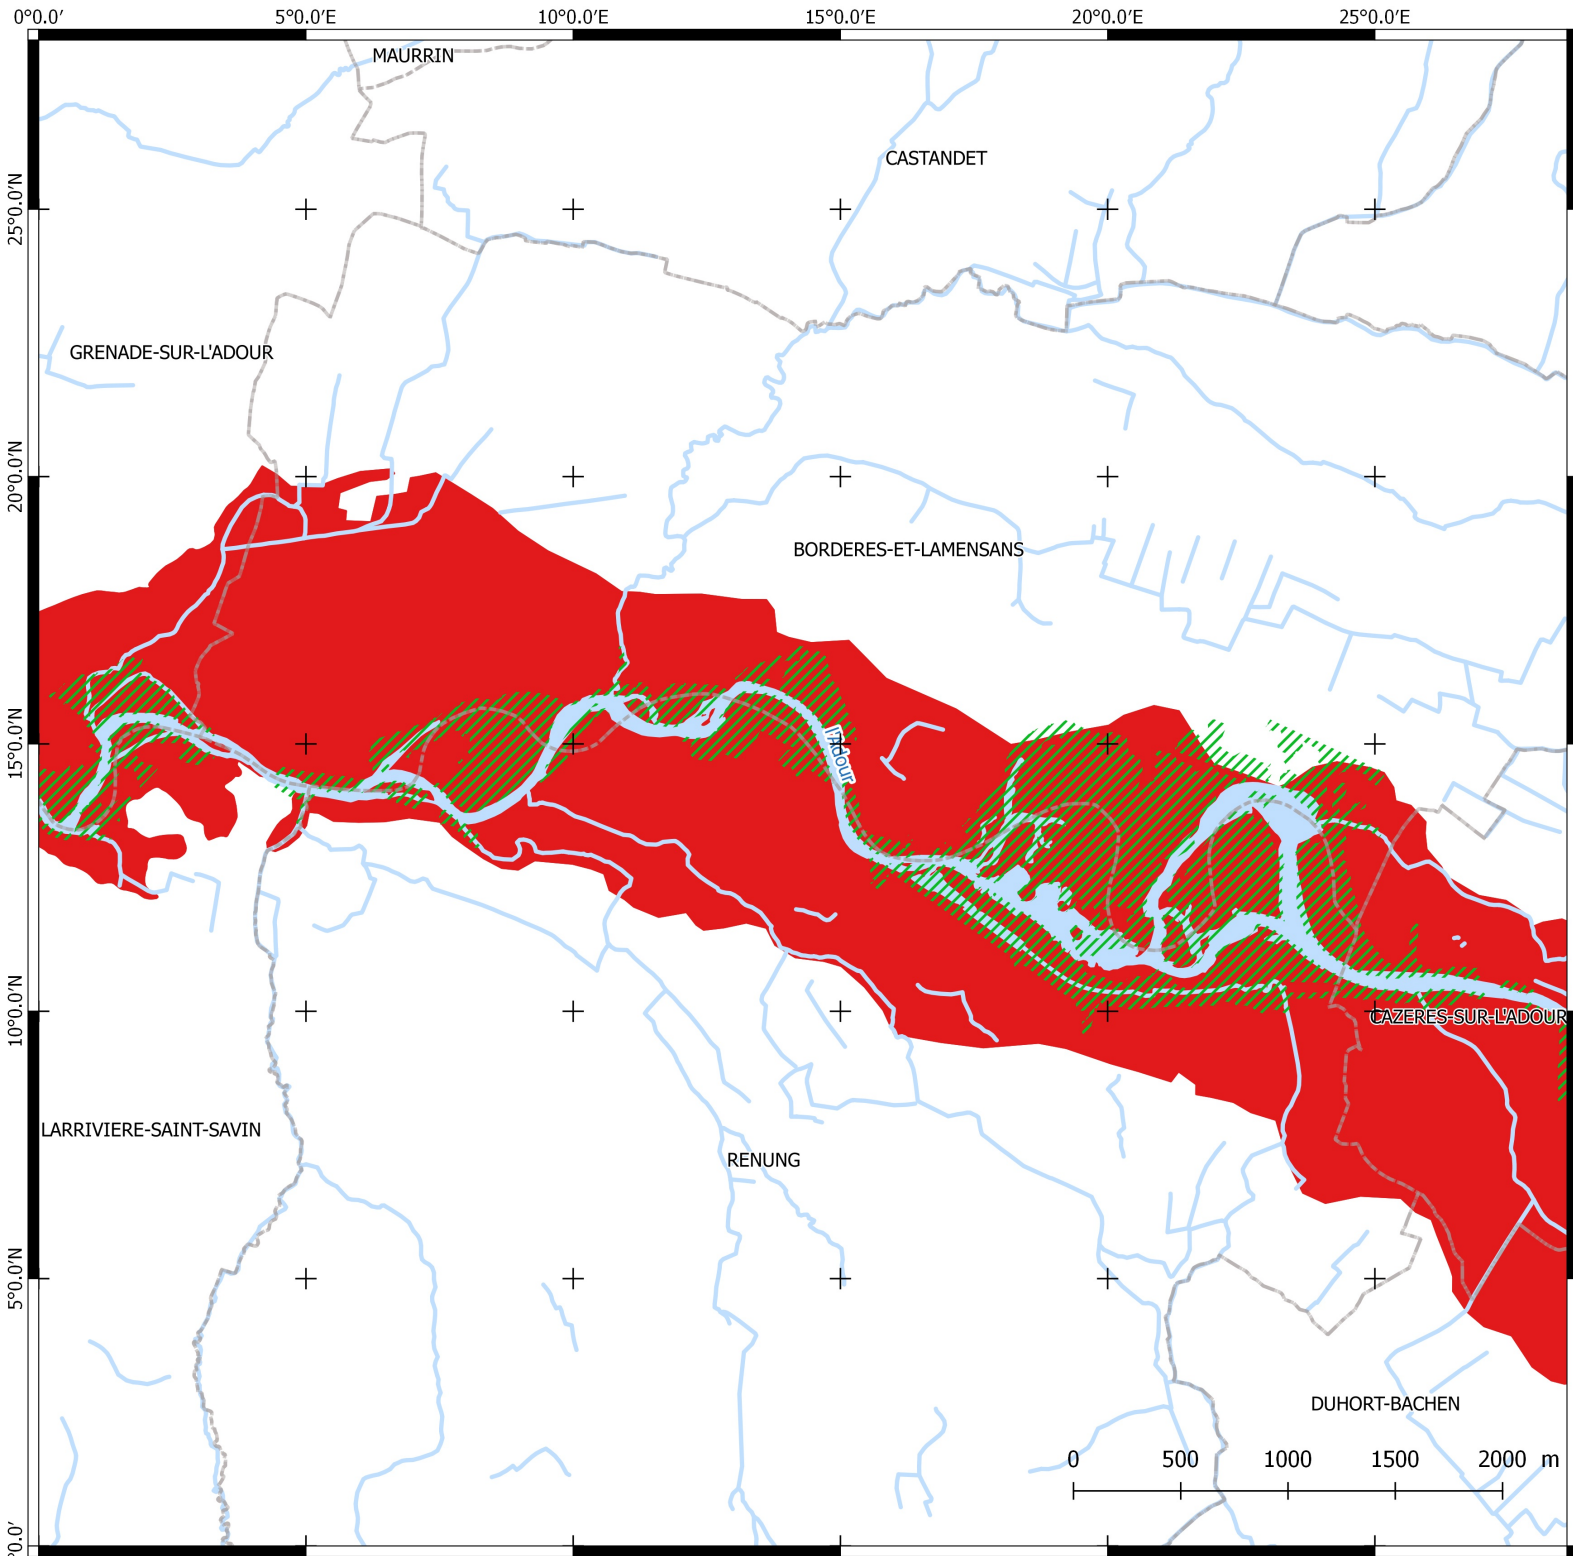 0°0.0′ 5°0.0′E 10°0.0′E 15°0.0′E 20°0.0′E 25°0.0′E
MAURRIN
CASTANDET
25°0.0′N
GRENADE-SUR-L'ADOUR
20°0.0′N
BORDERES-ET-LAMENSANS
15°0.0′N
l'Adour
10°0.0′N
CAZERES-SUR-L'ADOUR
LARRIVIERE-SAINT-SAVIN
RENUNG
5°0.0′N
DUHORT-BACHEN
0 500 1000 1500 2000 m
°0.0′